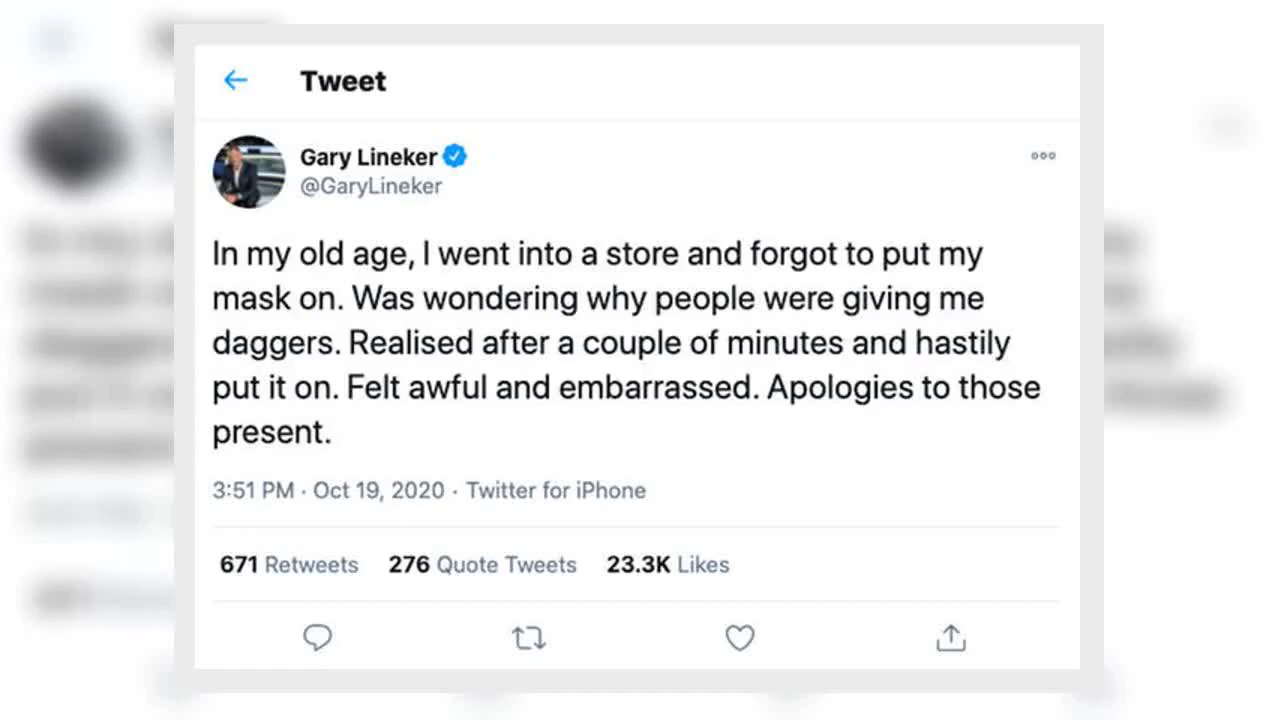 Tweet
Gary Lineker
@GaryLineker
In my old age, I went into a store and forgot to put my
mask on. Was wondering why people were giving me
daggers. Realised after a couple of minutes and hastily
put it on. Felt awful and embarrassed. Apologies to those
present.
3:51 PM · Oct 19, 2020 · Twitter for iPhone
671 Retweets 276 Quote Tweets 23.3K Likes